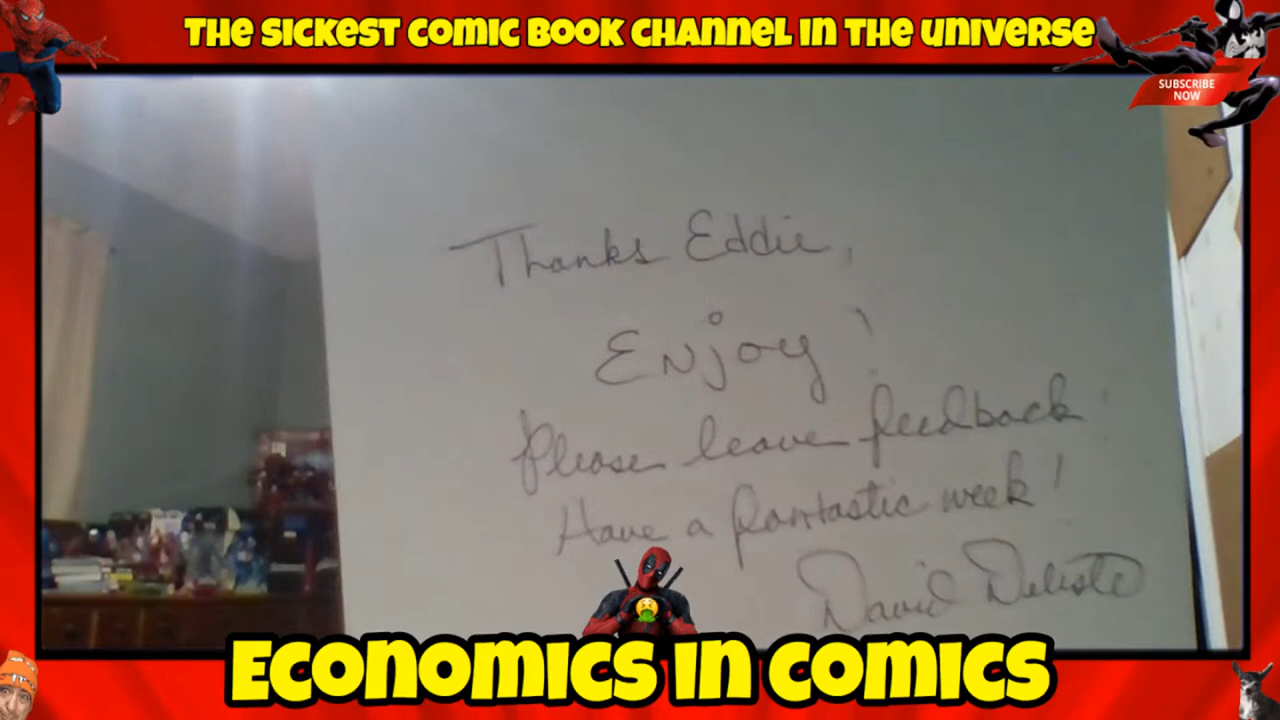 THE SICKEST COMIC BOOK CHANNEL IN THE UNIVERSE
SUBSCRIBE
NOW
Thanks Eddie,
Enjoy!
Please leave feedback
Have a fantastic week!
David
ECONOMICS IN COMICS